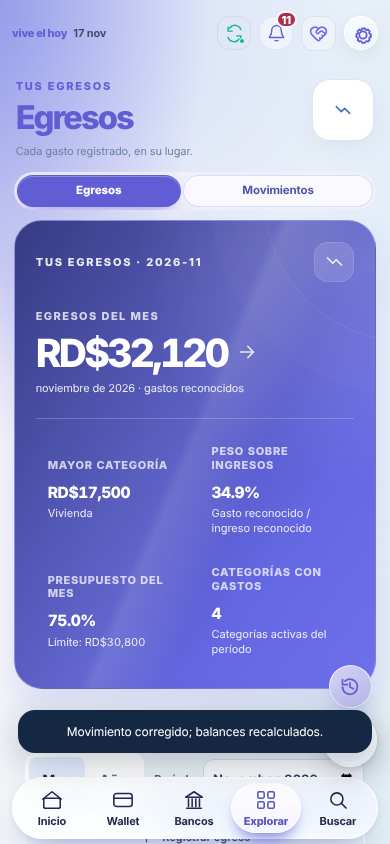 vive el hoy 17 nov
11
TUS EGRESOS
Egresos
Cada gasto registrado, en su lugar.
Egresos Movimientos
TUS EGRESOS · 2026-11
EGRESOS DEL MES
RD$32,120 →
noviembre de 2026 · gastos reconocidos
MAYOR CATEGORÍA
RD$17,500
Vivienda
PESO SOBRE
INGRESOS
34.9%
Gasto reconocido /
ingreso reconocido
PRESUPUESTO DEL
MES
75.0%
Límite: RD$30,800
CATEGORÍAS CON
GASTOS
4
Categorías activas del
período
Movimiento corregido; balances recalculados.
Inicio Wallet Bancos Explorar Buscar